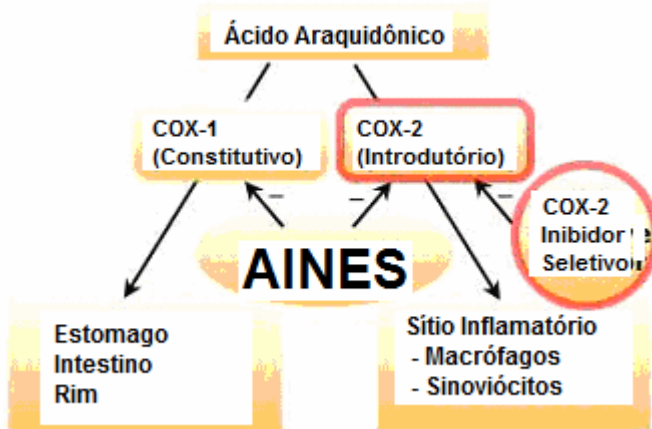 Ácido Araquidônico
COX-1
(Constitutivo)
COX-2
(Introdutório)
–
–
–
COX-2
Inibidor
Seletivo
AINES
Estomago
Intestino
Rim
Sítio Inflamatório
- Macrófagos
- Sinoviócitos